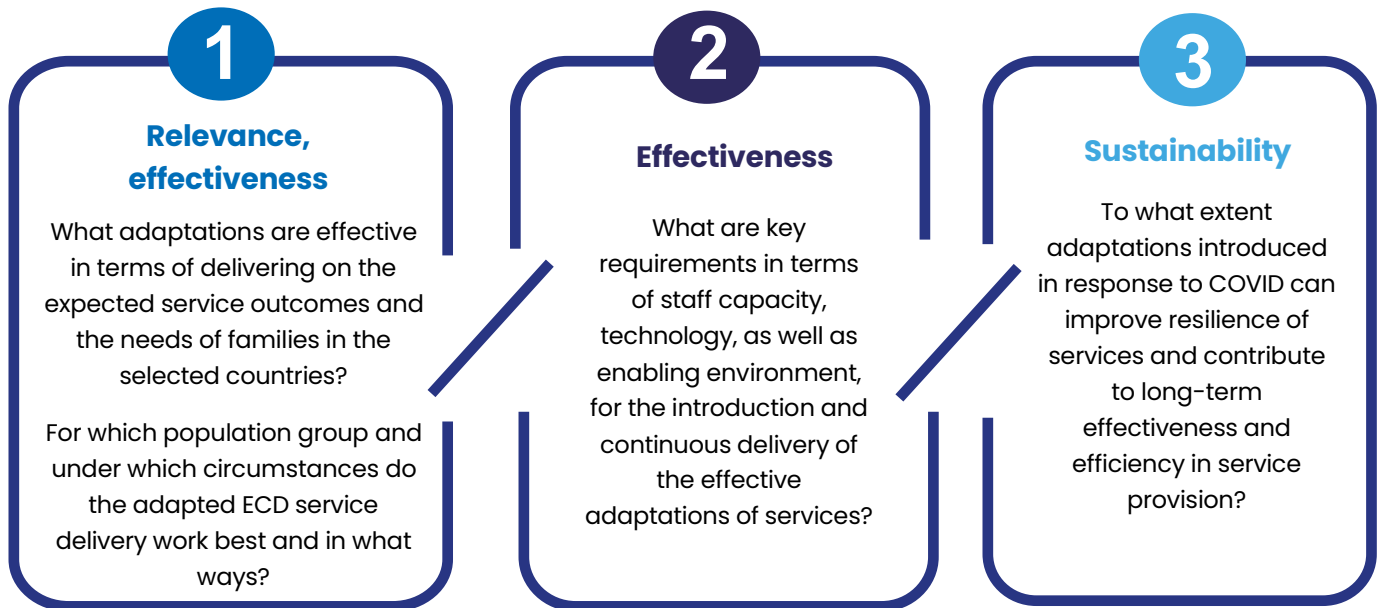 1
Relevance,
effectiveness
What adaptations are effective
in terms of delivering on the
expected service outcomes and
the needs of families in the
selected countries?
For which population group and
under which circumstances do
the adapted ECD service
delivery work best and in what
ways?
2
Effectiveness
What are key
requirements in terms
of staff capacity,
technology, as well as
enabling environment,
for the introduction and
continuous delivery of
the effective
adaptations of services?
3
Sustainability
To what extent
adaptations introduced
in response to COVID can
improve resilience of
services and contribute
to long-term
effectiveness and
efficiency in service
provision?